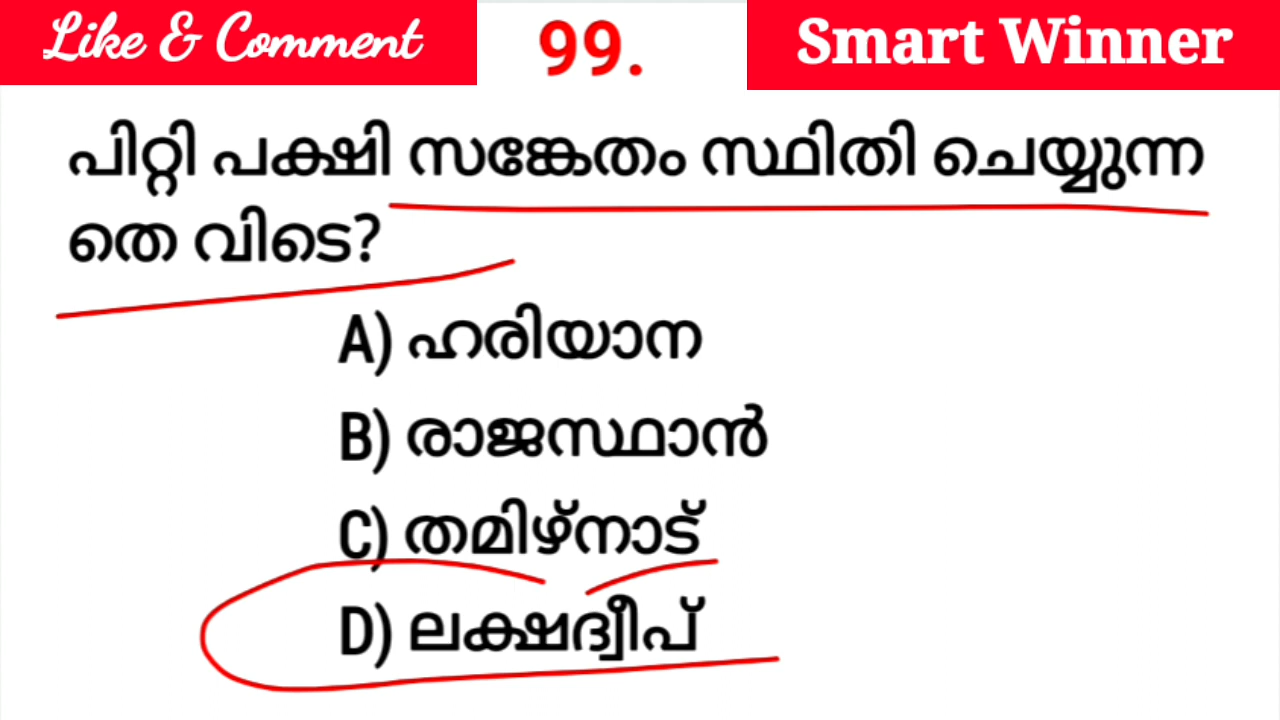 Like & Comment
99.
Smart Winner
പിറ്റി പക്ഷി സങ്കേതം സ്ഥിതി ചെയ്യുന്ന
തെ വിടെ?
A) ഹരിയാന
B) രാജസ്ഥാൻ
C) തമിഴ്നാട്
D) ലക്ഷദ്വീപ്